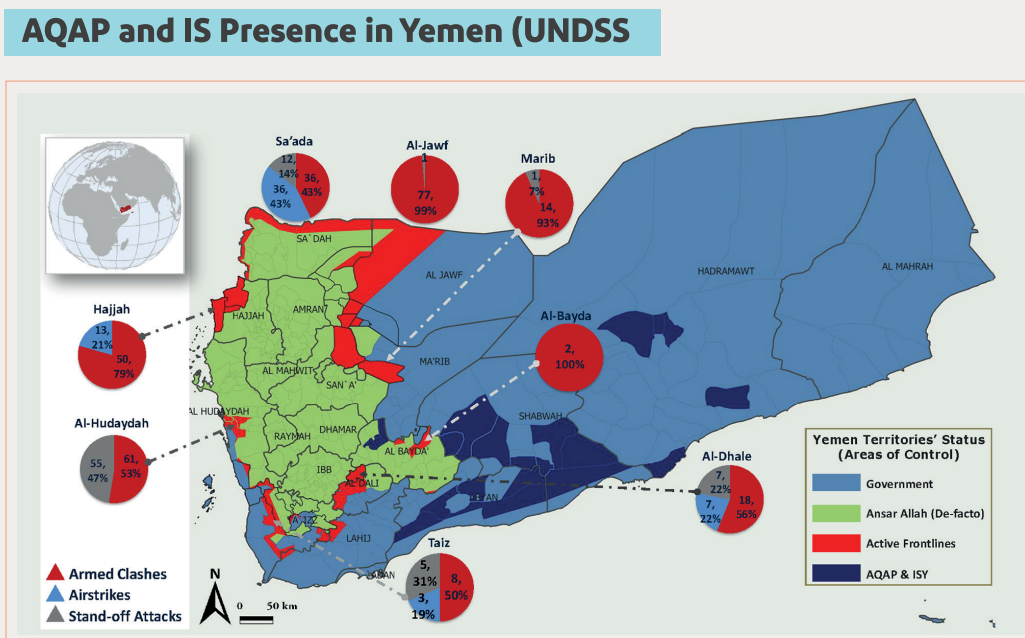 AQAP and IS Presence in Yemen (UNDSS
Sa'ada
12,
14%
36,
43%
36,
43%
Al-Jawf
1
77,
99%
Marib
1,
7%
14,
93%
SA`DAH
AL JAWF
HADRAMAWT
AL MAHRAH
Hajjah
13,
21%
50,
79%
HAJJAH
AMRAN
Al-Bayda
2,
100%
MA'RIB
AL MAHWIT
SAN`A'
AL HUDAYDAH
SHABWAH
Al-Hudaydah
55,
47%
61,
53%
RAYMAH
DHAMAR
AL BAYDA'
IBB
AL DALI
Al-Dhale
7,
22%
18,
56%
7,
22%
LAHIJ
Taiz
5,
31%
8,
50%
3,
19%
Yemen Territories' Status
(Areas of Control)
Government
Ansar Allah (De-facto)
Active Frontlines
AQAP & ISY
Armed Clashes
Airstrikes
Stand-off Attacks
N
0 50 km